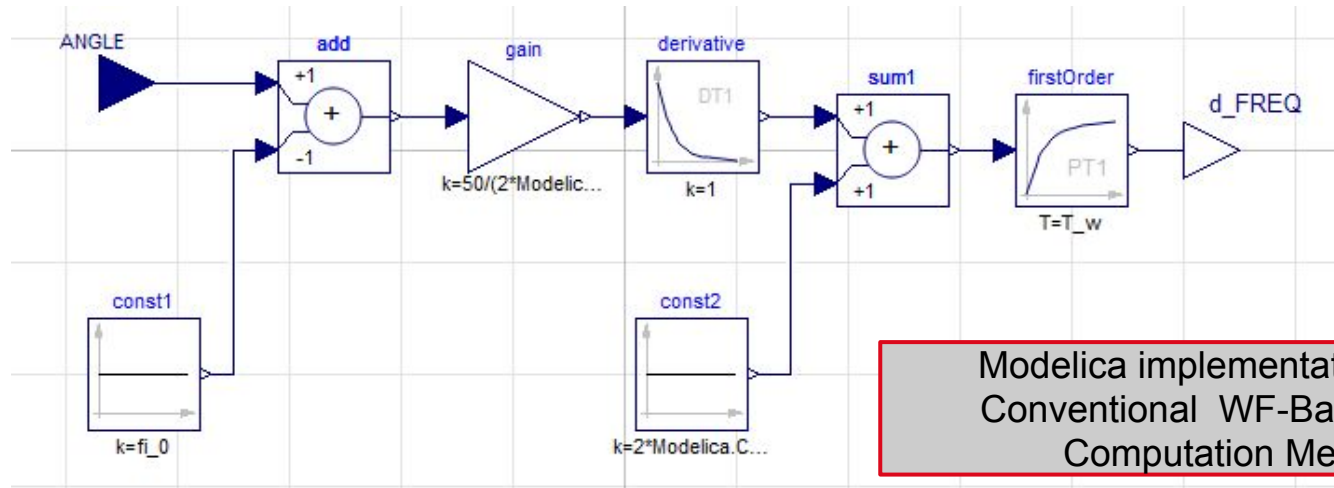 ANGLE
add
+1
+
-1
gain
k=50/(2*Modelic...
derivative
DT1
k=1
sum1
+1
+
+1
firstOrder
PT1
T=T_w
d_FREQ
const1
k=fi_0
const2
k=2*Modelica.C...
Modelica implementat
Conventional WF-Ba
Computation Me